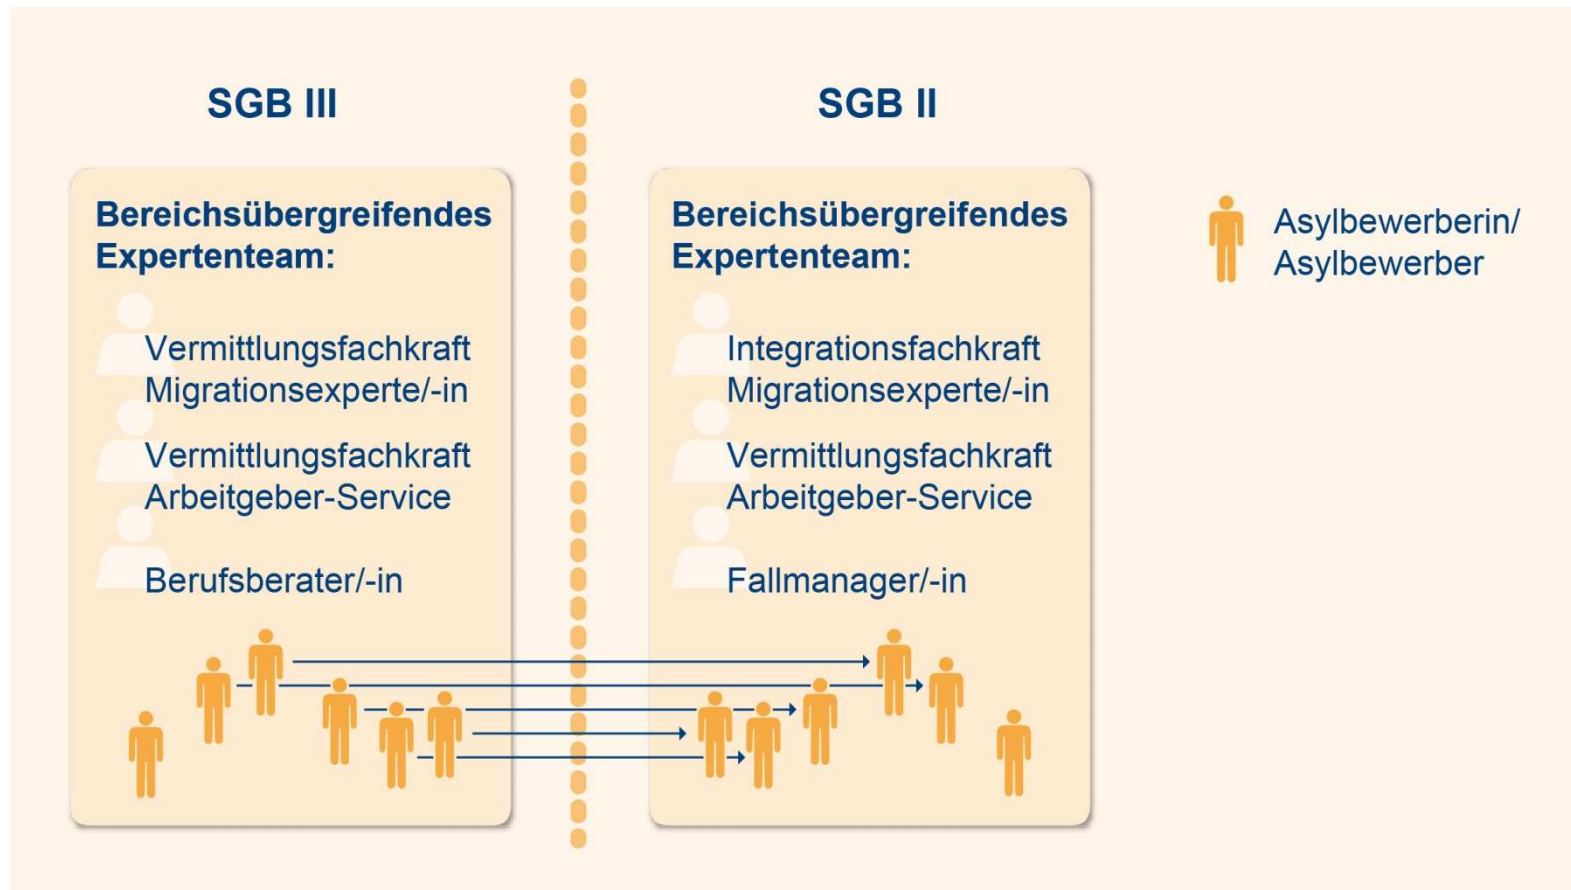 SGB III
Bereichsübergreifendes
Expertenteam:
Vermittlungsfachkraft
Migrationsexperte/-in
Vermittlungsfachkraft
Arbeitgeber-Service
Berufsberater/-in
SGB II
Bereichsübergreifendes
Expertenteam:
Integrationsfachkraft
Migrationsexperte/-in
Vermittlungsfachkraft
Arbeitgeber-Service
Fallmanager/-in
Asylbewerberin/
Asylbewerber